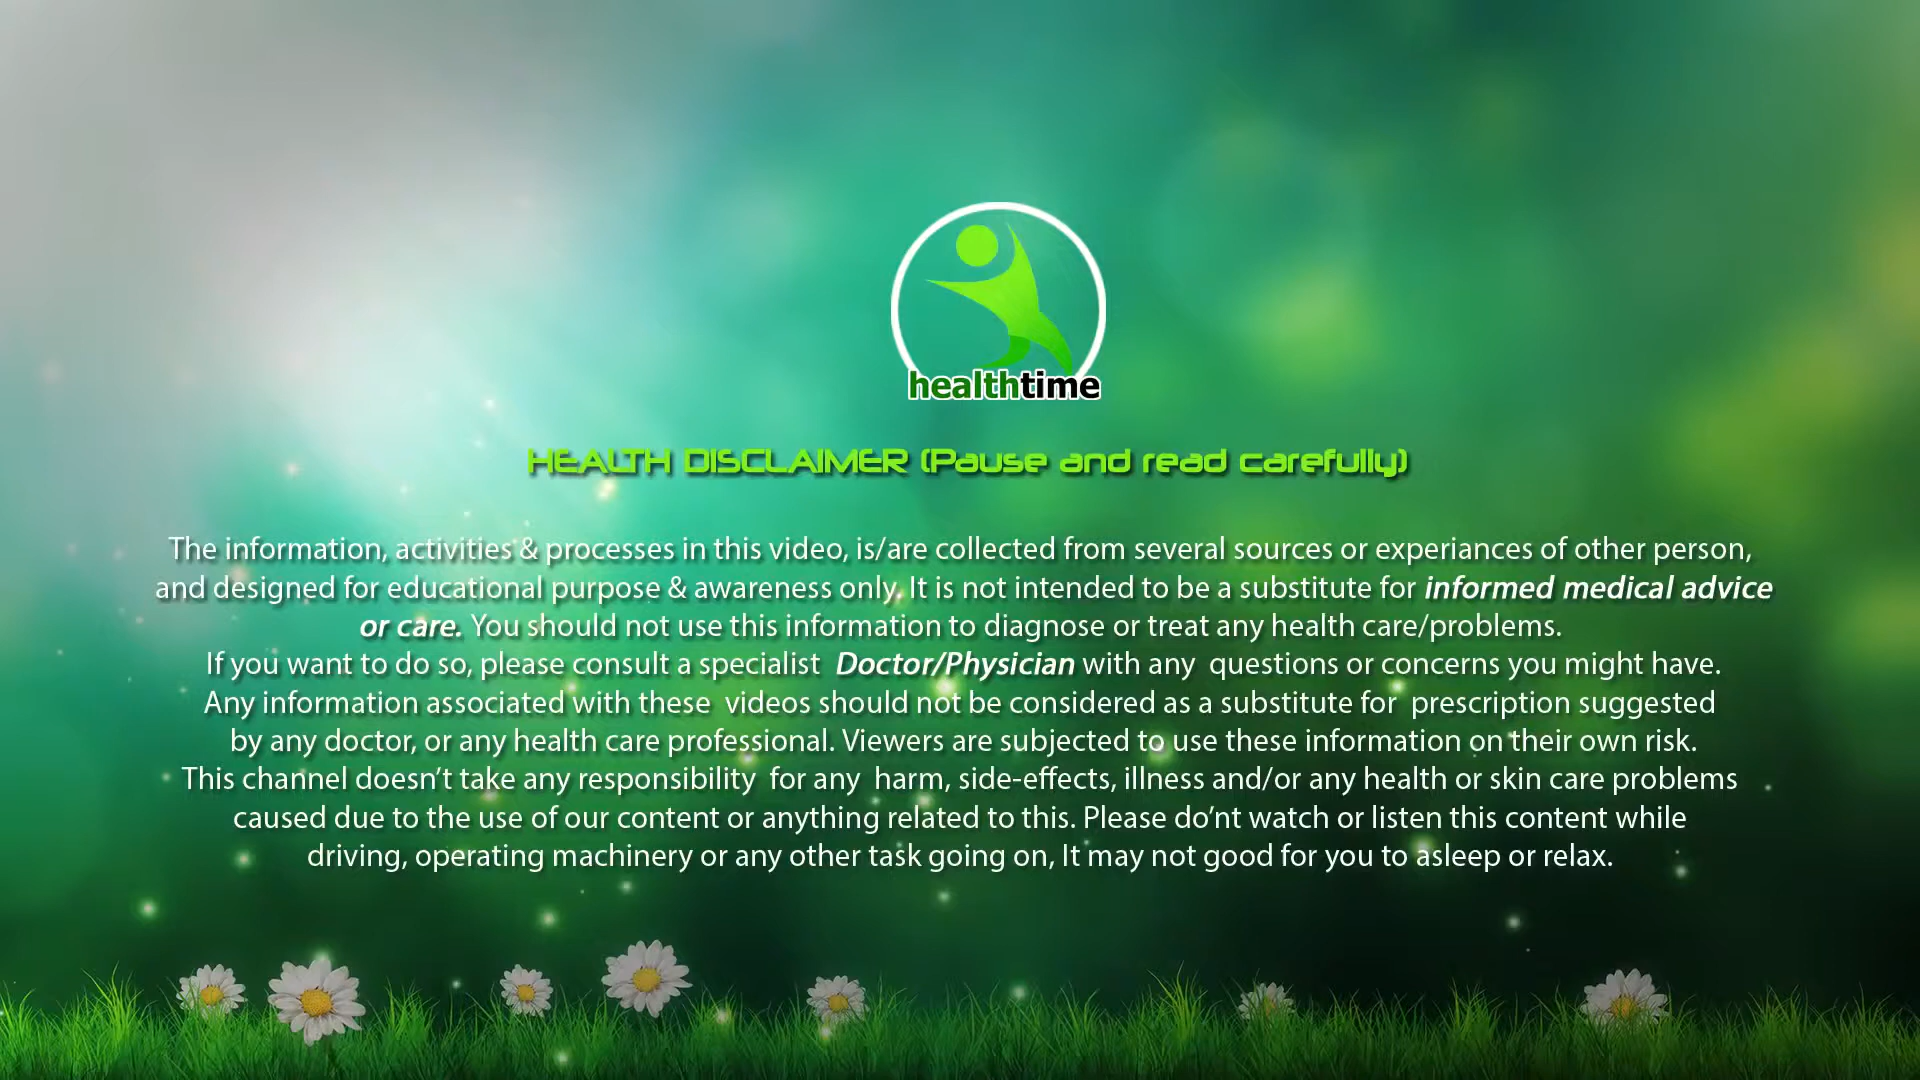 healthtime
HEALTH DISCLAIMER (Pause and read carefully)
The information, activities & processes in this video, is/are collected from several sources or experiances of other person,
and designed for educational purpose & awareness only. It is not intended to be a substitute for informed medical advice
or care. You should not use this information to diagnose or treat any health care/problems.
If you want to do so, please consult a specialist Doctor/Physician with any questions or concerns you might have.
Any information associated with these videos should not be considered as a substitute for prescription suggested
by any doctor, or any health care professional. Viewers are subjected to use these information on their own risk.
This channel doesn’t take any responsibility for any harm, side-effects, illness and/or any health or skin care problems
caused due to the use of our content or anything related to this. Please do’nt watch or listen this content while
driving, operating machinery or any other task going on, It may not good for you to asleep or relax.